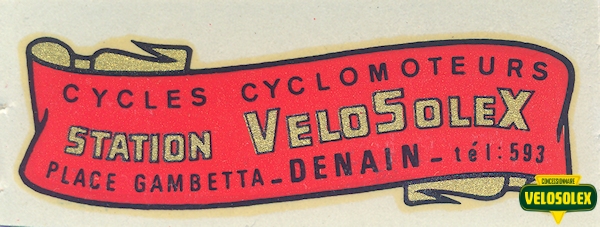 CYCLES CYCLOMOTEURS
STATION VELOSOLEX
PLACE GAMBETTA - DENAIN - tél: 593
CONCESSIONNAIRE
VELOSOLEX